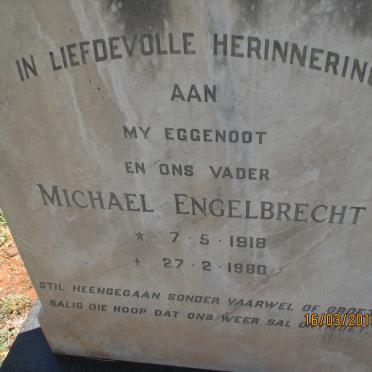 IN LIEFDEVOLLE HERINNERING
AAN
MY EGGENOOT
EN ONS VADER
MICHAEL ENGELBRECHT
* 7 - 5 - 1918
+ 27 - 2 - 1980
STIL HEENGEGAAN SONDER VAARWEL OF GROET
SALIG DIE HOOP DAT ONS WEER SAL
16/03/201